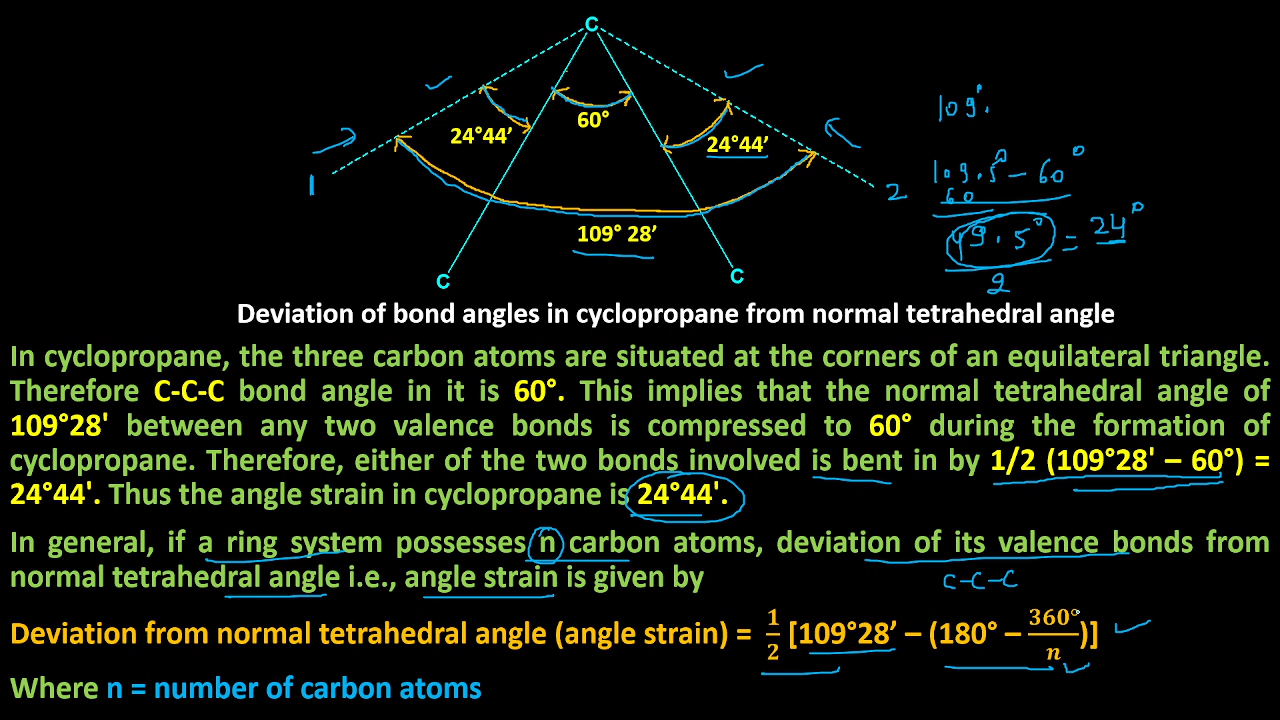 C
24°44’
60°
24°44’
109°.
1
2
109.5° – 60°
60
49.5° = 24°
2
109° 28’
C
C
Deviation of bond angles in cyclopropane from normal tetrahedral angle
In cyclopropane, the three carbon atoms are situated at the corners of an equilateral triangle.
Therefore C-C-C bond angle in it is 60°. This implies that the normal tetrahedral angle of
109°28' between any two valence bonds is compressed to 60° during the formation of
cyclopropane. Therefore, either of the two bonds involved is bent in by 1/2 (109°28' – 60°) =
24°44'. Thus the angle strain in cyclopropane is 24°44'.
In general, if a ring system possesses n carbon atoms, deviation of its valence bonds from
normal tetrahedral angle i.e., angle strain is given by
C-C-C
Deviation from normal tetrahedral angle (angle strain) = 1/2 [109°28’ – (180° – 360°/n)]
Where n = number of carbon atoms